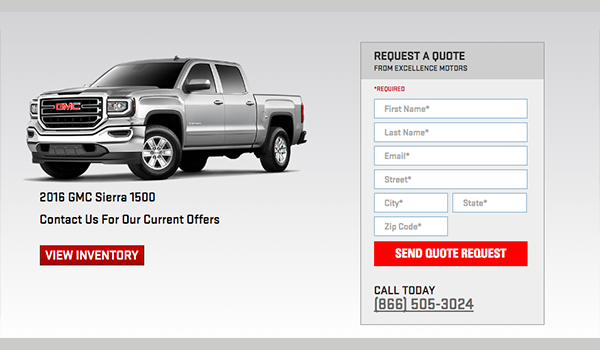 GMC
2016 GMC Sierra 1500
Contact Us For Our Current Offers
VIEW INVENTORY
REQUEST A QUOTE
FROM EXCELLENCE MOTORS
*REQUIRED
First Name*
Last Name*
Email*
Street*
City* State*
Zip Code*
SEND QUOTE REQUEST
CALL TODAY
(866) 505-3024